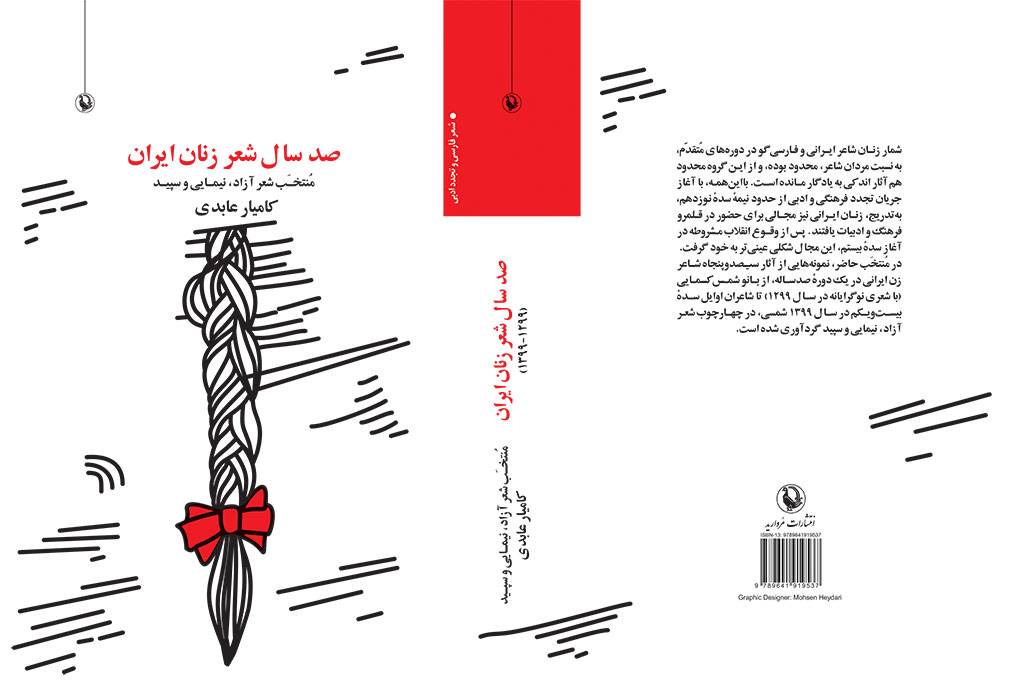 صد سال شعر زنان ایران
مُنتخَب شعر آزاد، نیمایی و سپید
کامیار عابدی
● شعر فارسی و تجدد ادبی
صد سال شعر زنان ایران
(۱۳۹۹-۱۲۹۹)
مُنتخَب شعر آزاد، نیمایی و سپید
کامیار عابدی
شمار زنان شاعر ایرانی و فارسی‌گو در دوره‌های مُتقدّم،
به نسبت مردان شاعر، محدود بوده، و از این گروه محدود
هم آثار اندکی به یادگار مانده است. بااین‌همه، با آغاز
جریان تجدد فرهنگی و ادبی از حدود نیمهٔ سدهٔ نوزدهم،
به‌تدریج، زنان ایرانی نیز مجالی برای حضور در قلمرو
فرهنگ و ادبیات یافتند. پس از وقوع انقلاب مشروطه در
آغاز سدهٔ بیستم، این مجال شکلی عینی‌تر به خود گرفت.
در مُنتخَب حاضر، نمونه‌هایی از آثار سیصدوپنجاه شاعر
زن ایرانی در یک دورهٔ صدساله، از بانو شمس کسمایی
(با شعری نوگرایانه در سال ۱۲۹۹) تا شاعران اوایل سدهٔ
بیست‌ویکم در سال ۱۳۹۹ شمسی، در چهارچوب شعر
آزاد، نیمایی و سپید گردآوری شده است.
انتشارات مُروارید
ISBN-13: 9789641919537
9 789641 919537
Graphic Designer: Mohsen Heydari